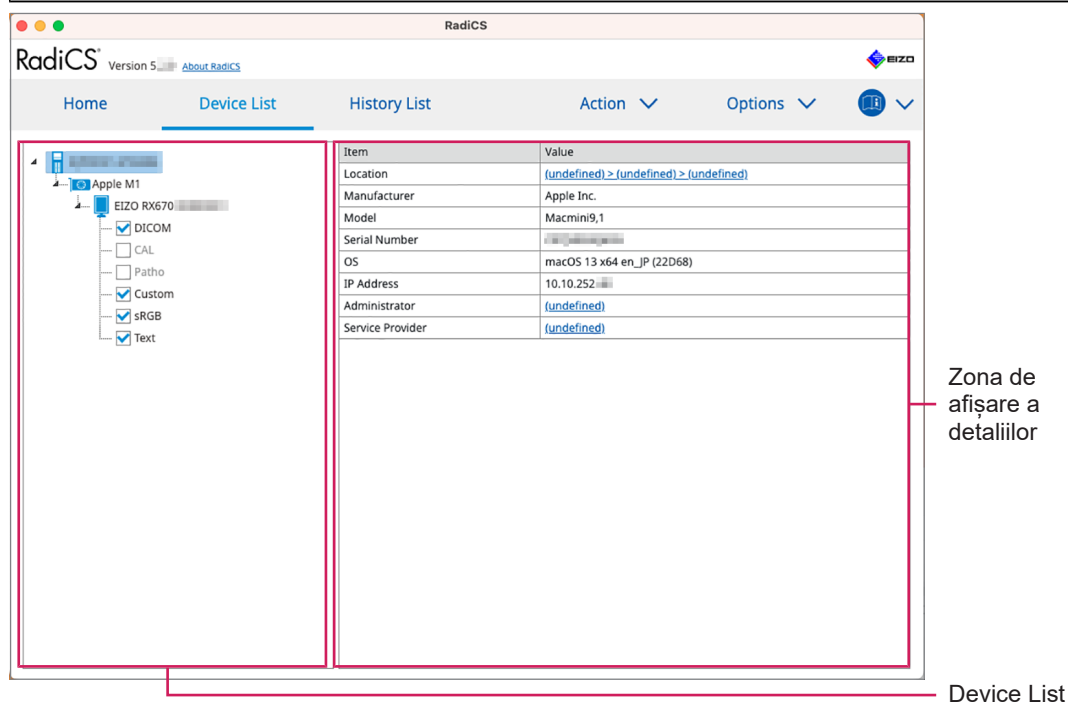 RadiCS
RadiCS Version 5. About RadiCS
EIZO
Home Device List History List Action Options
Apple M1
EIZO RX670
DICOM
CAL
Patho
Custom
sRGB
Text
Item Value
Location (undefined) > (undefined) > (undefined)
Manufacturer Apple Inc.
Model Macmini9,1
Serial Number
OS macOS 13 x64 en_JP (22D68)
IP Address 10.10.252
Administrator (undefined)
Service Provider (undefined)
Zona de
afișare a
detaliilor
Device List